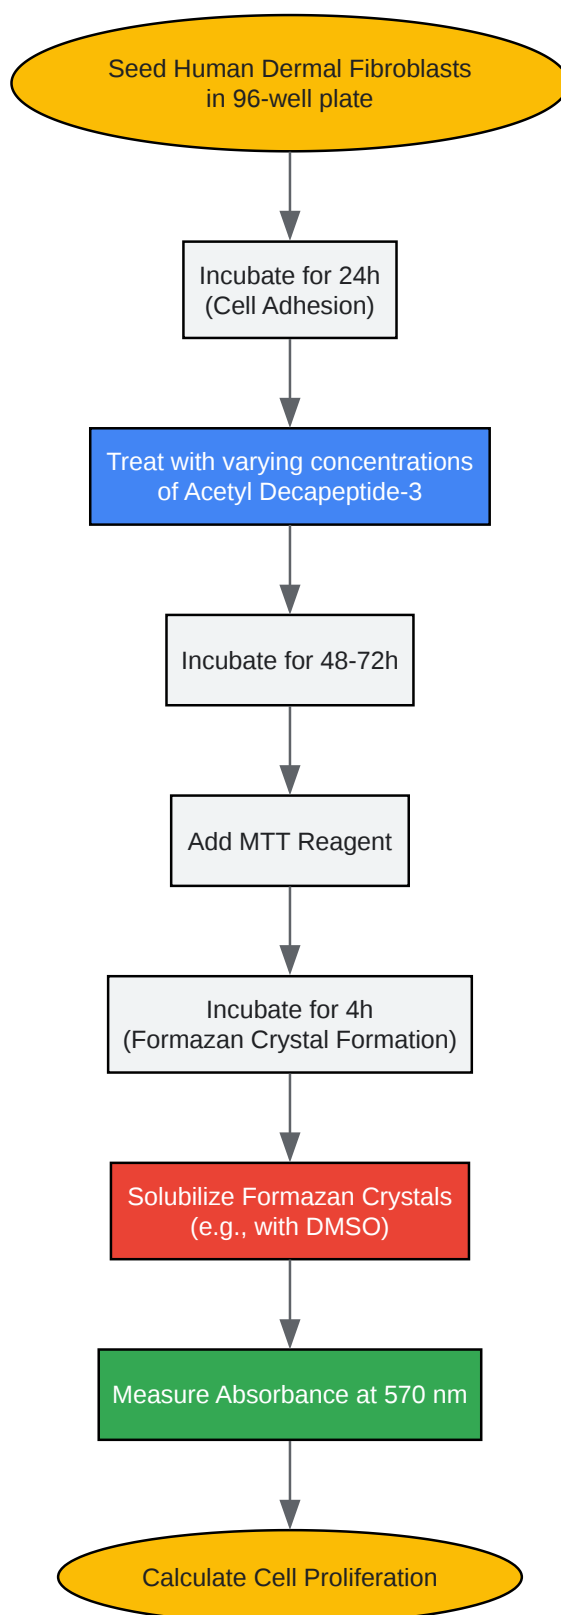 Seed Human Dermal Fibroblasts
in 96-well plate
Incubate for 24h
(Cell Adhesion)
Treat with varying concentrations
of Acetyl Decapeptide-3
Incubate for 48-72h
Add MTT Reagent
Incubate for 4h
(Formazan Crystal Formation)
Solubilize Formazan Crystals
(e.g., with DMSO)
Measure Absorbance at 570 nm
Calculate Cell Proliferation